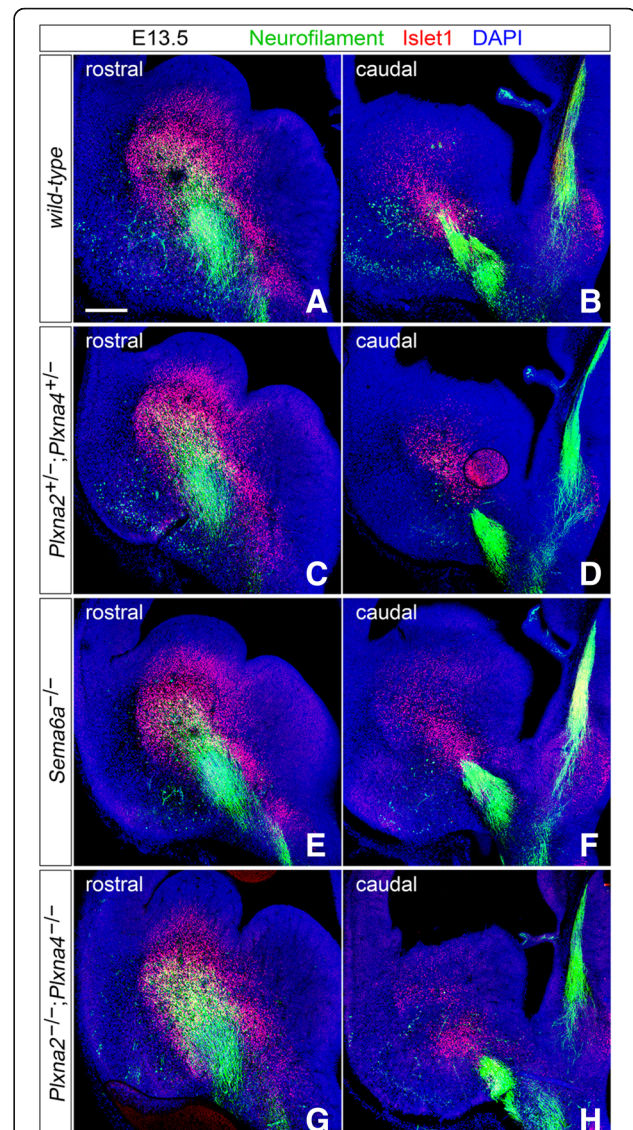 E13.5 Neurofilament Islet1 DAPI
wild-type
rostral
A
caudal
B
Plxna2+/-;Plxna4+/-
rostral
C
caudal
D
Sema6a-/-
rostral
E
caudal
F
Plxna2-/-;Plxna4-/-
rostral
G
caudal
H